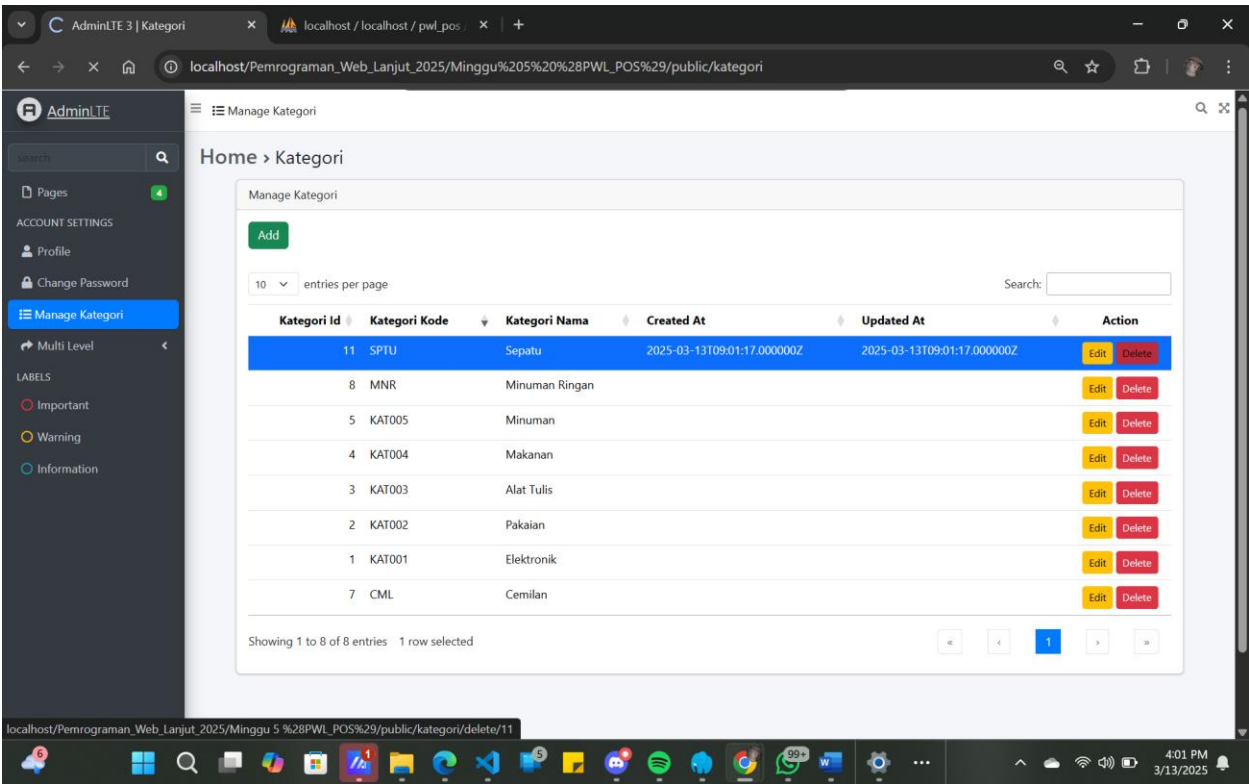 AdminLTE 3 | Kategori
localhost / localhost / pwl_pos
localhost/Pemrograman_Web_Lanjut_2025/Minggu%205%20%28PWL_POS%29/public/kategori
AdminLTE
Manage Kategori
search
Home › Kategori
Pages 4
Manage Kategori
ACCOUNT SETTINGS
Add
Profile
Change Password
10 entries per page Search:
Manage Kategori
Kategori Id Kategori Kode Kategori Nama Created At Updated At Action
Multi Level
11 SPTU Sepatu 2025-03-13T09:01:17.000000Z 2025-03-13T09:01:17.000000Z Edit Delete
LABELS
8 MNR Minuman Ringan Edit Delete
Important
5 KAT005 Minuman Edit Delete
Warning
4 KAT004 Makanan Edit Delete
Information
3 KAT003 Alat Tulis Edit Delete
2 KAT002 Pakaian Edit Delete
1 KAT001 Elektronik Edit Delete
7 CML Cemilan Edit Delete
Showing 1 to 8 of 8 entries 1 row selected « ‹ 1 › »
localhost/Pemrograman_Web_Lanjut_2025/Minggu 5 %28PWL_POS%29/public/kategori/delete/11
6 1 5 99+ 4:01 PM
3/13/2025